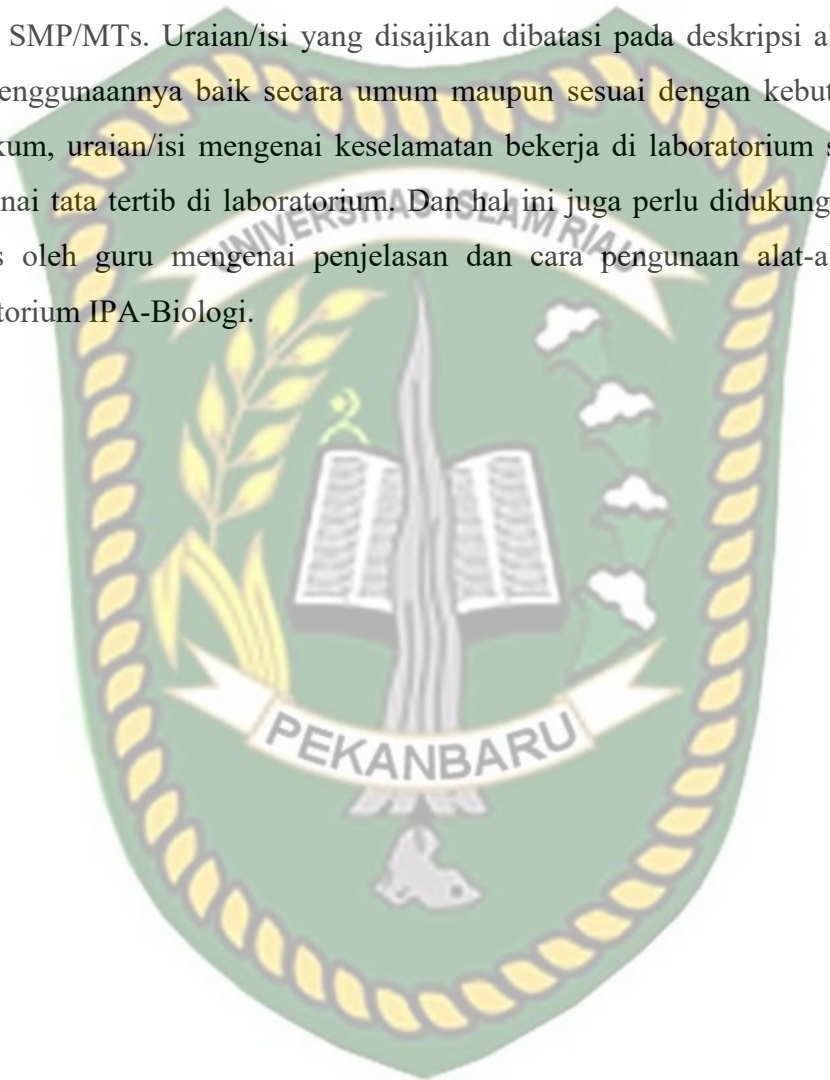 SMP/MTs. Uraian/isi yang disajikan dibatasi pada deskripsi a
enggunaannya baik secara umum maupun sesuai dengan kebut
kum, uraian/isi mengenai keselamatan bekerja di laboratorium s
nai tata tertib di laboratorium. Dan hal ini juga perlu didukung
s oleh guru mengenai penjelasan dan cara pengunaan alat-a
torium IPA-Biologi.
UNIVERSITAS ISLAM RIAU
PEKANBARU